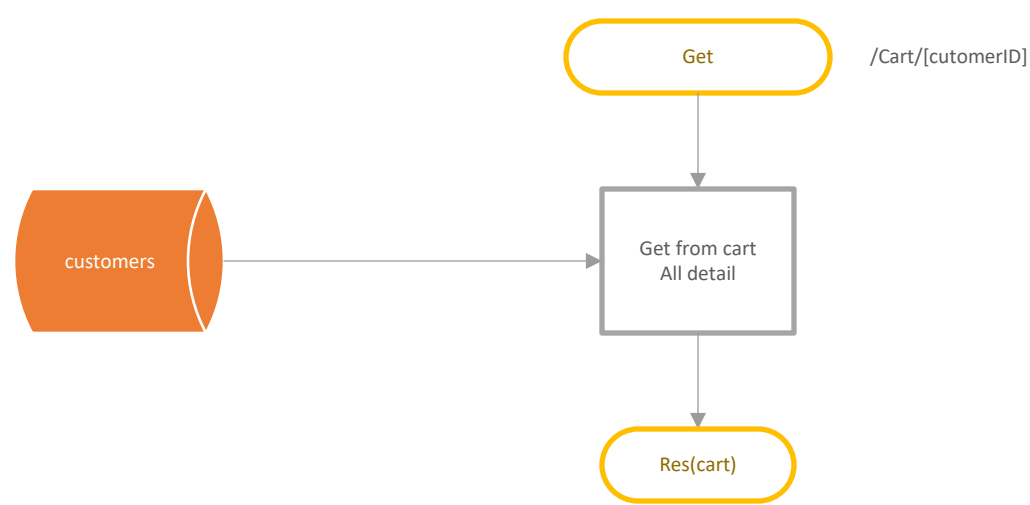 Get
/Cart/[cutomerID]
customers
Get from cart
All detail
Res(cart)